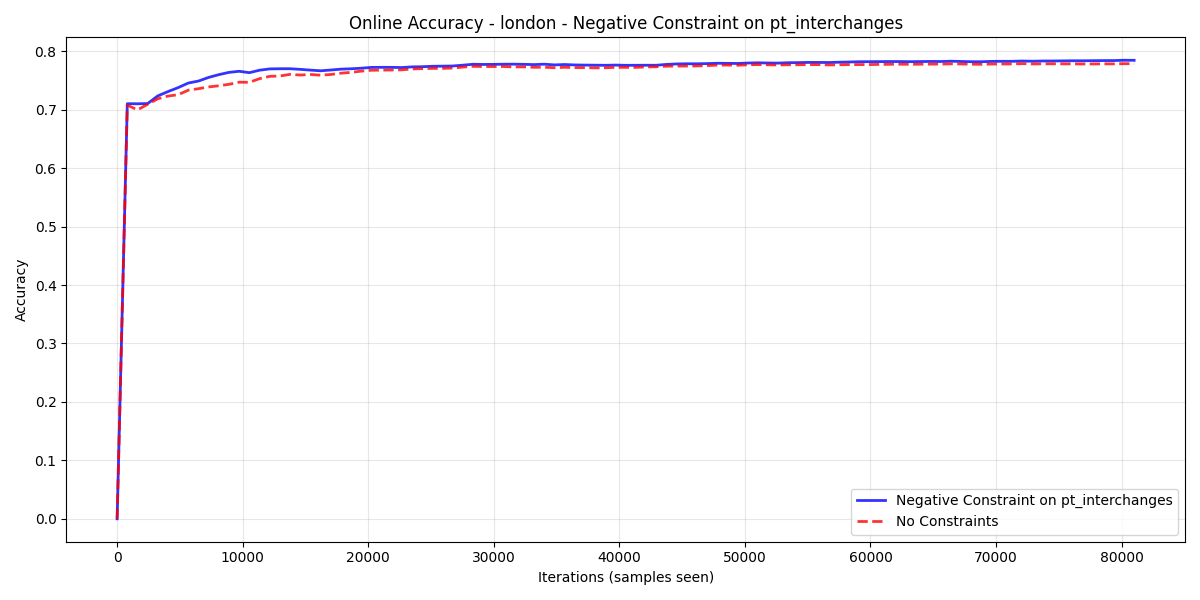 Online Accuracy - london - Negative Constraint on pt_interchanges
0.8
0.7
0.6
0.5
0.4
0.3
0.2
0.1
0.0
Accuracy
Negative Constraint on pt_interchanges
No Constraints
0 10000 20000 30000 40000 50000 60000 70000 80000
Iterations (samples seen)